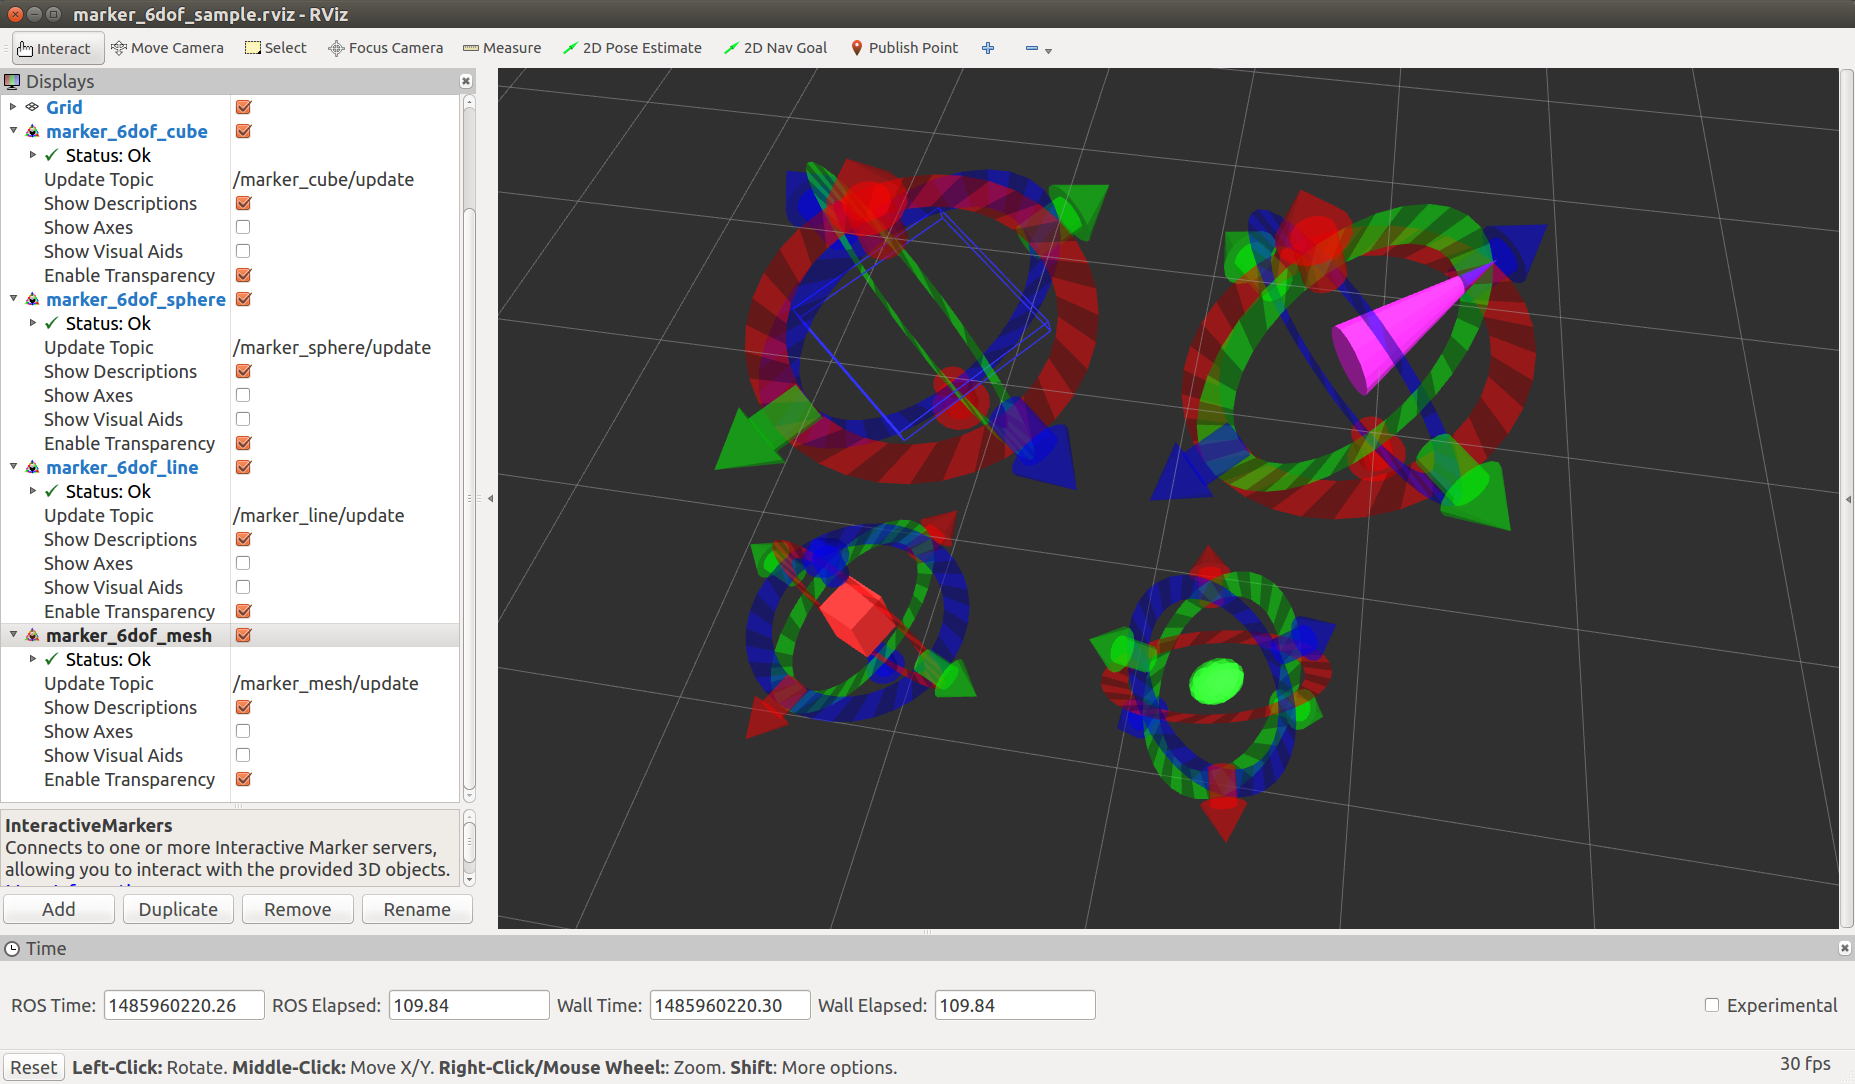 marker_6dof_sample.rviz - RViz
Interact Move Camera Select Focus Camera Measure 2D Pose Estimate 2D Nav Goal Publish Point
Displays
Grid
marker_6dof_cube
Status: Ok
Update Topic /marker_cube/update
Show Descriptions
Show Axes
Show Visual Aids
Enable Transparency
marker_6dof_sphere
Status: Ok
Update Topic /marker_sphere/update
Show Descriptions
Show Axes
Show Visual Aids
Enable Transparency
marker_6dof_line
Status: Ok
Update Topic /marker_line/update
Show Descriptions
Show Axes
Show Visual Aids
Enable Transparency
marker_6dof_mesh
Status: Ok
Update Topic /marker_mesh/update
Show Descriptions
Show Axes
Show Visual Aids
Enable Transparency
InteractiveMarkers
Connects to one or more Interactive Marker servers,
allowing you to interact with the provided 3D objects.
Add Duplicate Remove Rename
Time
ROS Time: 1485960220.26 ROS Elapsed: 109.84 Wall Time: 1485960220.30 Wall Elapsed: 109.84 Experimental
Reset Left-Click: Rotate. Middle-Click: Move X/Y. Right-Click/Mouse Wheel:: Zoom. Shift: More options. 30 fps